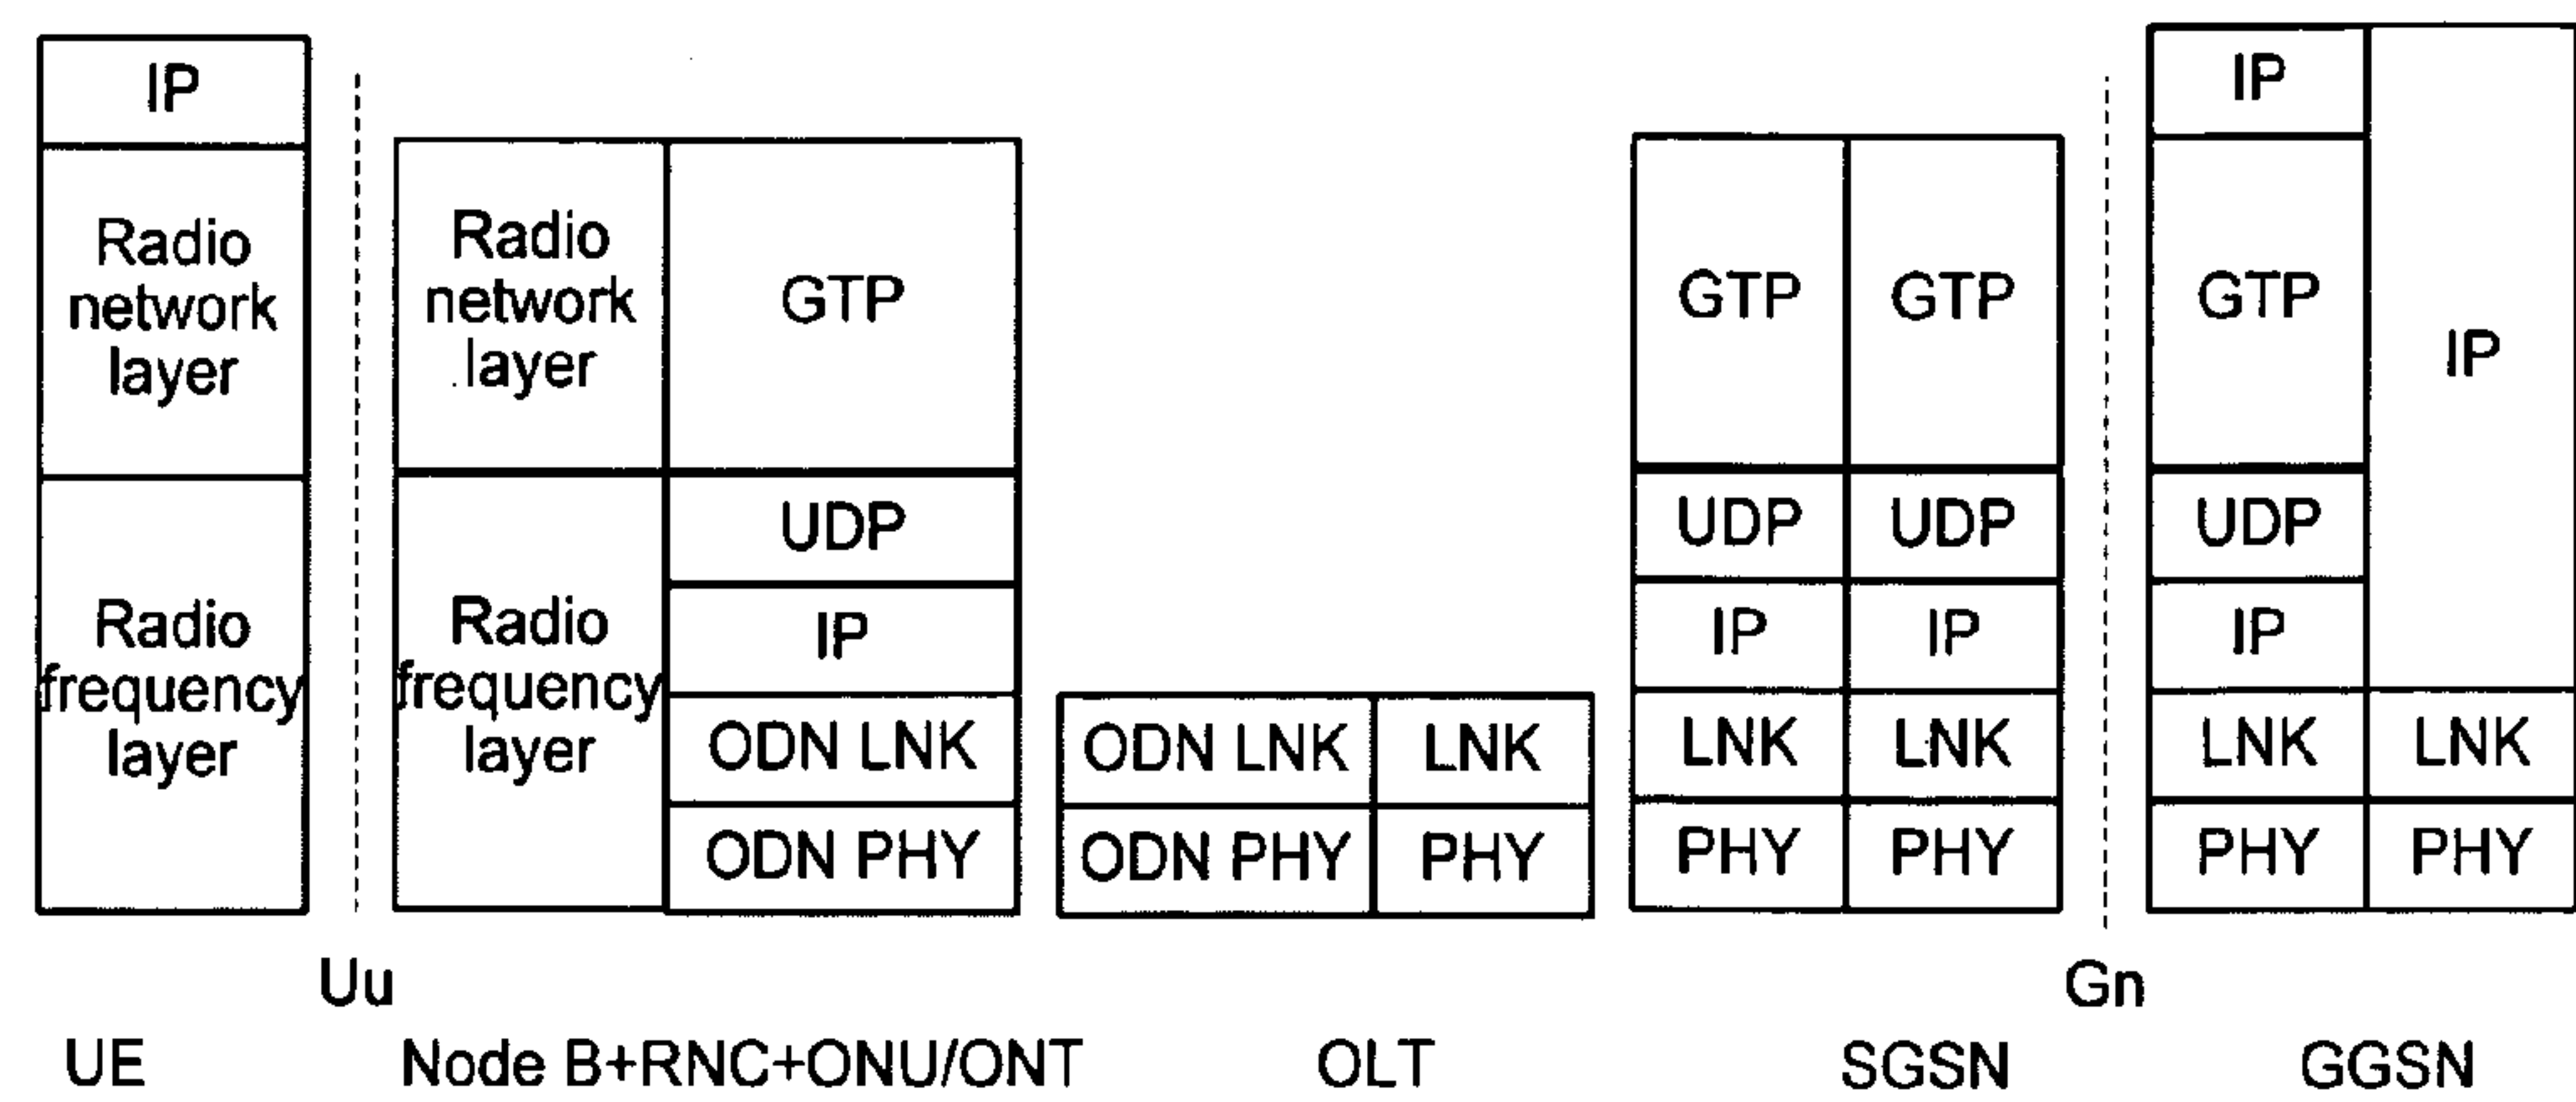 IP
Radio
network
layer
Radio
frequency
layer
Radio
network
layer
Radio
frequency
layer
GTP
UDP
IP
ODN LNK
ODN PHY
ODN LNK
LNK
ODN PHY
PHY
GTP
GTP
UDP
UDP
IP
IP
LNK
LNK
PHY
PHY
IP
GTP
UDP
IP
LNK
PHY
IP
LNK
PHY
Uu
Gn
UE
Node B+RNC+ONU/ONT
OLT
SGSN
GGSN